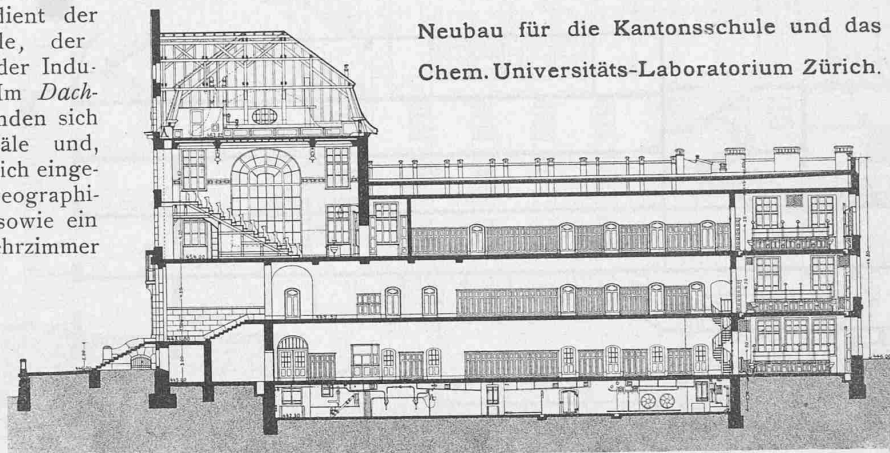 dient der
le, der
der Indu-
Im Dach-
nden sich
äle und,
ich einge-
eographi-
sowie ein
ehrzimmer
Neubau für die Kantonsschule und das
Chem. Universitäts-Laboratorium Zürich.